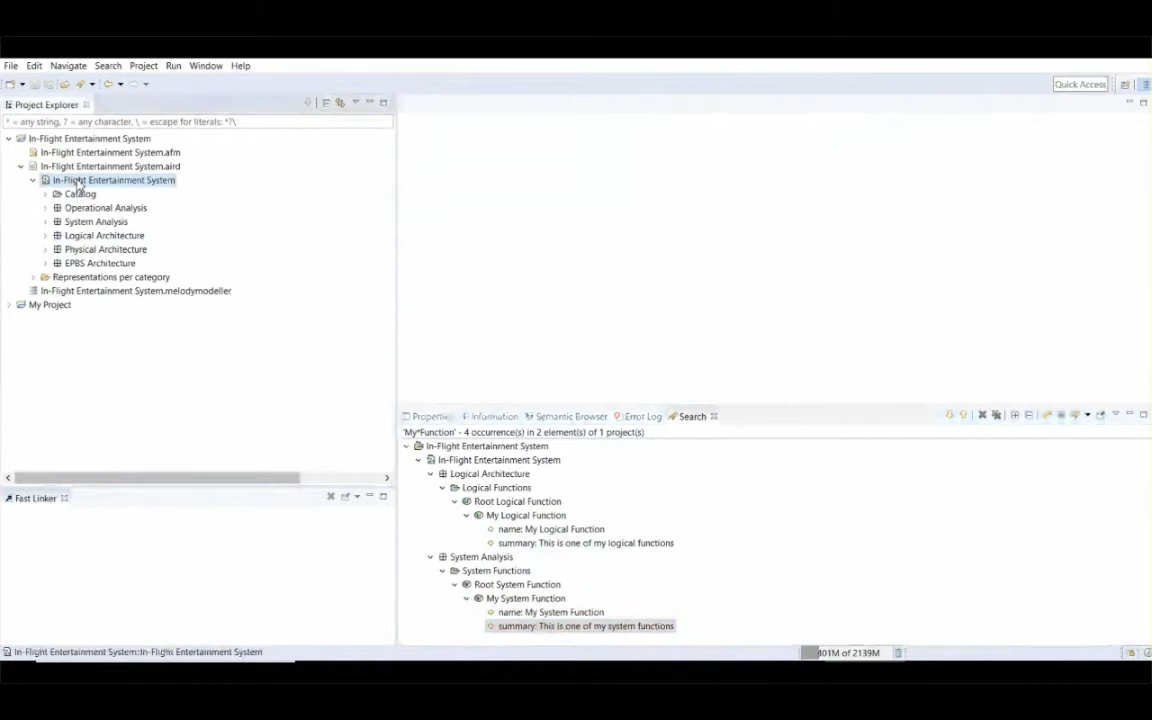 File Edit Navigate Search Project Run Window Help
Quick Access
Project Explorer
* = any string, ? = any character, \ = escape for literals: *?\
In-Flight Entertainment System
In-Flight Entertainment System.afm
In-Flight Entertainment System.aird
In-Flight Entertainment System
Catalog
Operational Analysis
System Analysis
Logical Architecture
Physical Architecture
EPBS Architecture
Representations per category
In-Flight Entertainment System.melodymodeller
My Project
Fast Linker
Propertie Information Semantic Browser Error Log Search
'My*Function' - 4 occurrence(s) in 2 element(s) of 1 project(s)
In-Flight Entertainment System
In-Flight Entertainment System
Logical Architecture
Logical Functions
Root Logical Function
My Logical Function
name: My Logical Function
summary: This is one of my logical functions
System Analysis
System Functions
Root System Function
My System Function
name: My System Function
summary: This is one of my system functions
In-Flight Entertainment System::In-Flight Entertainment System
401M of 2139M